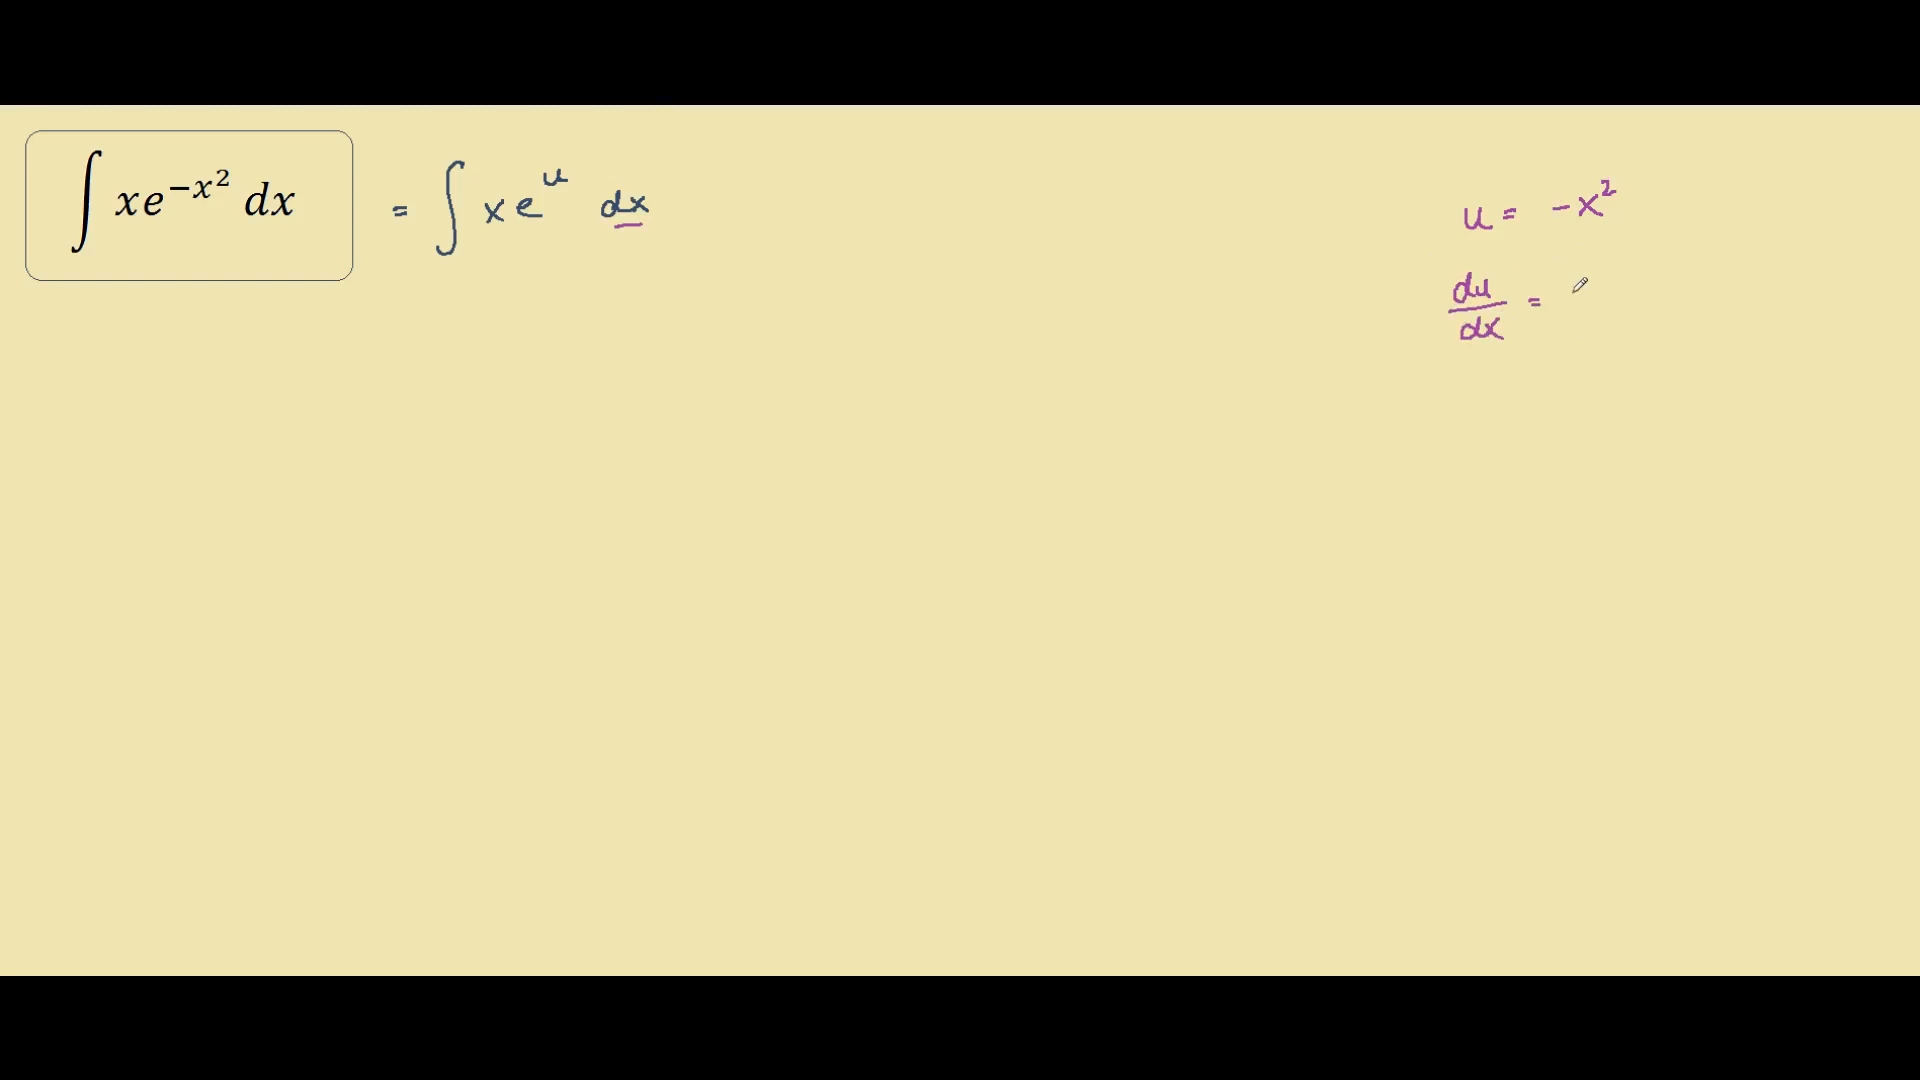 ∫ xe^{-x^2} dx = ∫ x e^u dx
u = -x^2
du/dx =